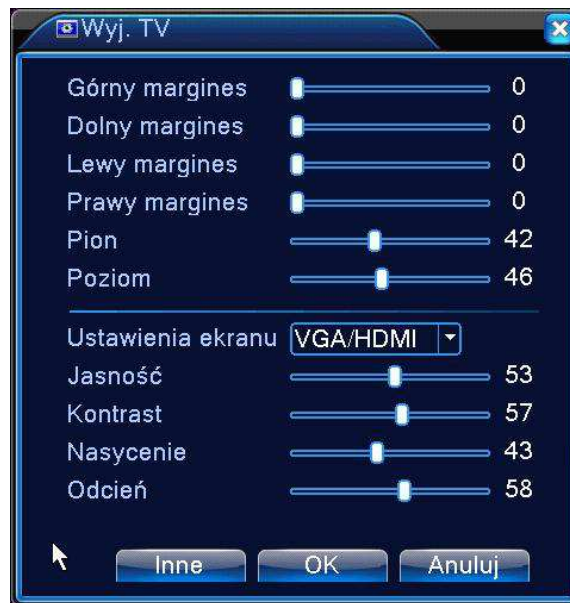 Wyj. TV
Górny margines 0
Dolny margines 0
Lewy margines 0
Prawy margines 0
Pion 42
Poziom 46
Ustawienia ekranu VGA/HDMI
Jasność 53
Kontrast 57
Nasycenie 43
Odcień 58
Inne OK Anuluj